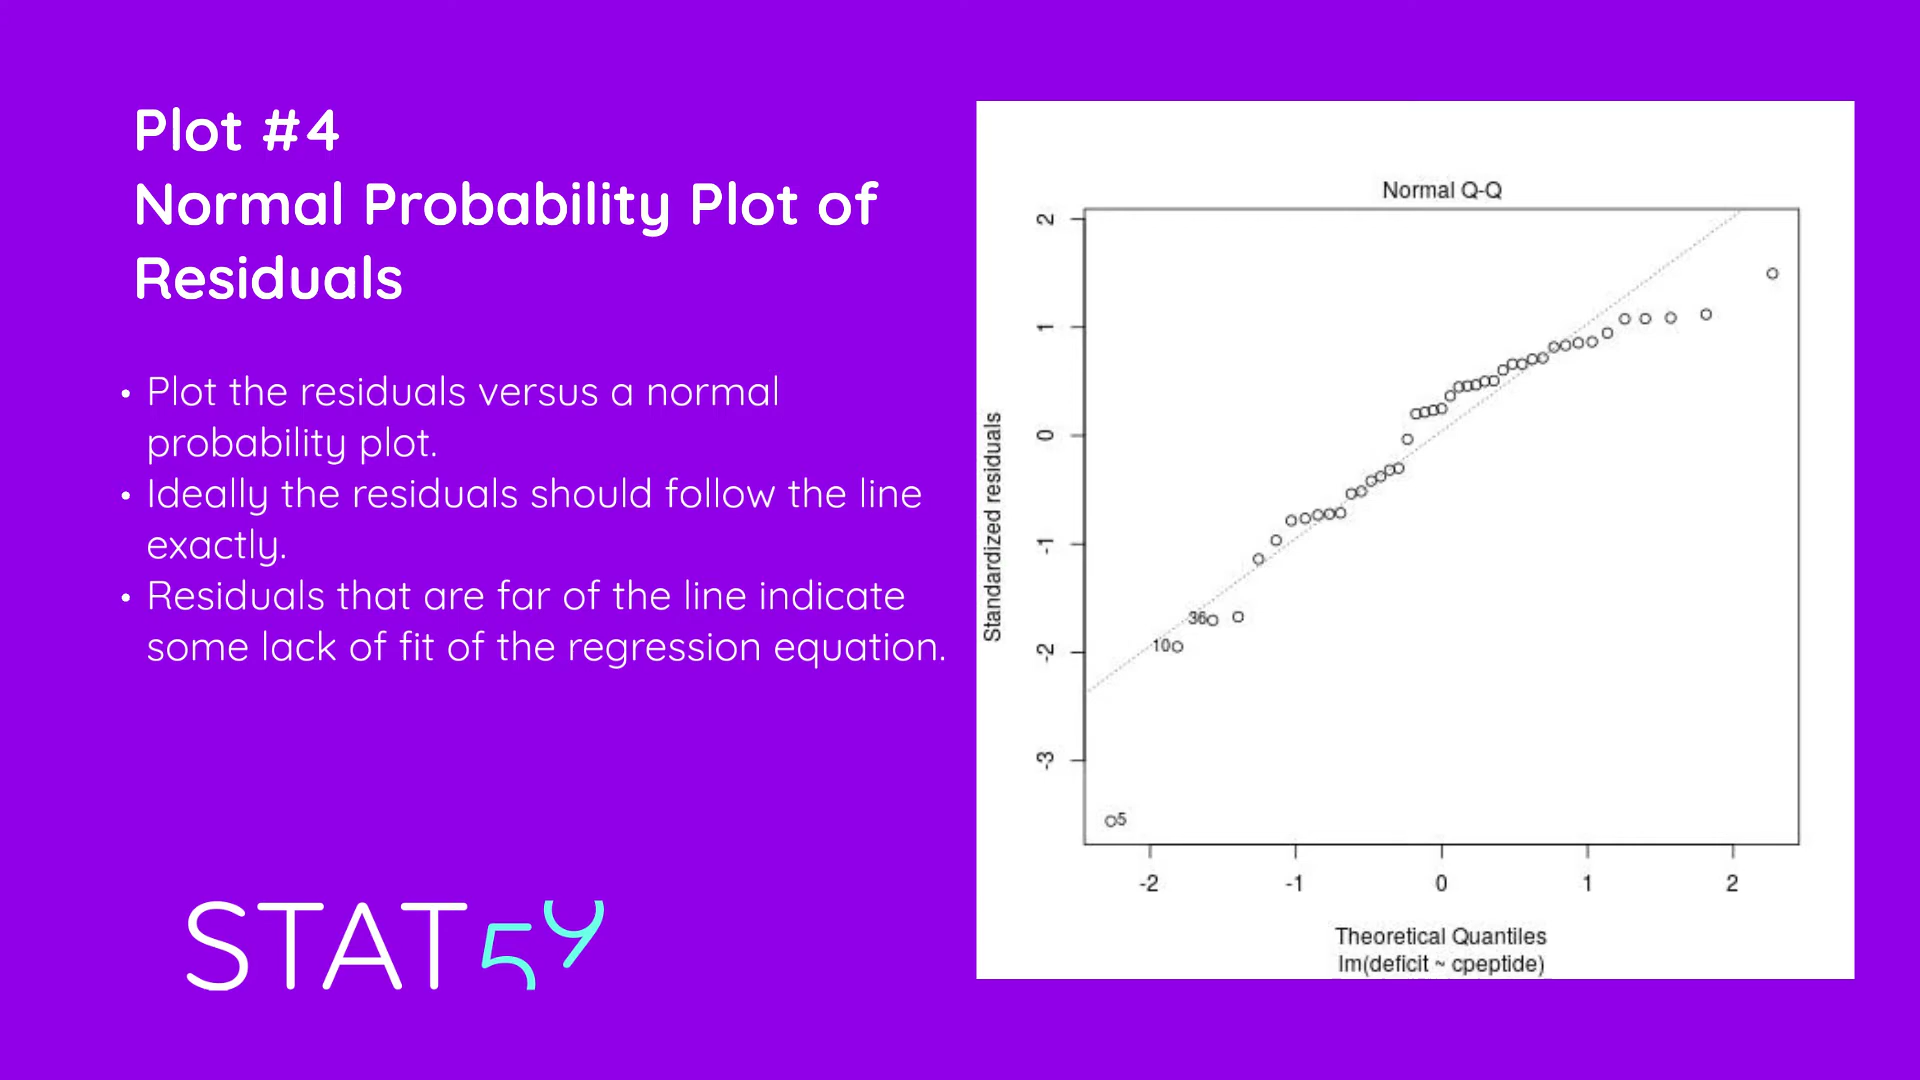 Plot #4
Normal Probability Plot of
Residuals
• Plot the residuals versus a normal
probability plot.
• Ideally the residuals should follow the line
exactly.
• Residuals that are far of the line indicate
some lack of fit of the regression equation.
STAT59
Normal Q-Q
Standardized residuals
2
1
0
-1
-2
-3
36
10
5
-2 -1 0 1 2
Theoretical Quantiles
lm(deficit ~ cpeptide)